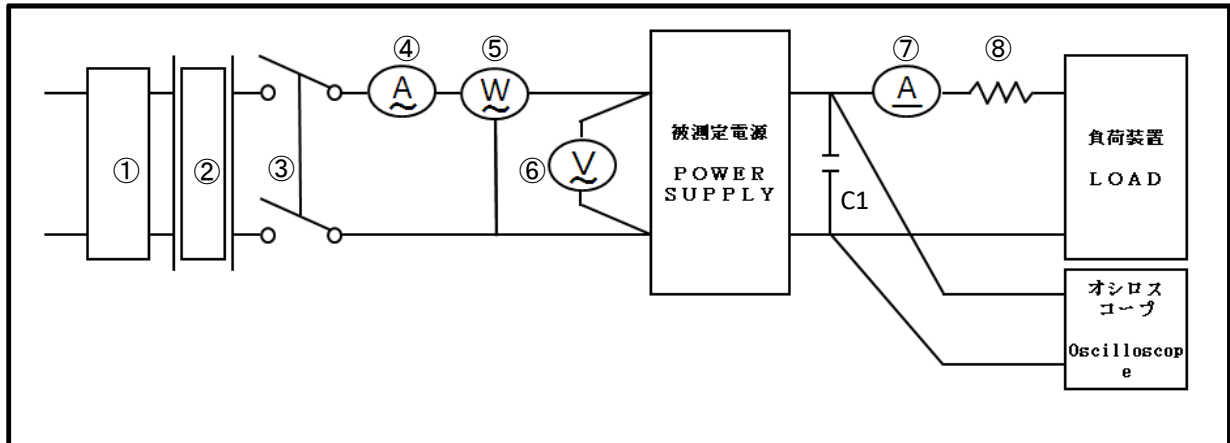 ①
②
③
④
A
⑤
W
⑥
V
被測定電源
POWER
SUPPLY
C1
⑦
A
⑧
負荷装置
LOAD
オシロス
コープ
Oscilloscop
e